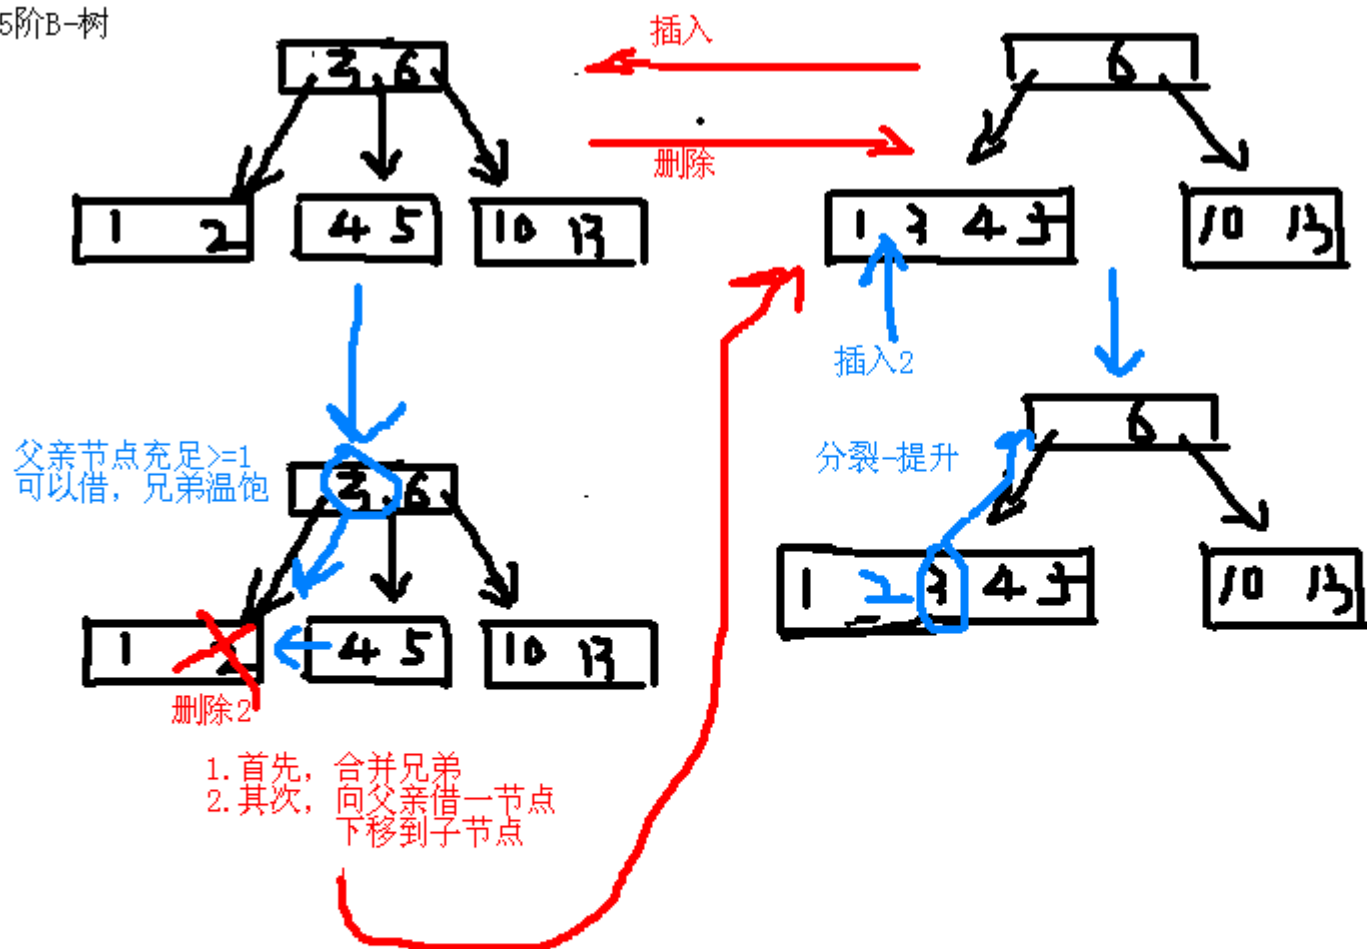 5阶B-树
插入
3 6
6
删除
1 2
4 5
10 13
1 3 4 5
10 13
插入2
父亲节点充足>=1
可以借，兄弟温饱
3 6
分裂-提升
6
1 2 3 4 5
10 13
1 2
4 5
10 13
删除2
1.首先，合并兄弟
2.其次，向父亲借一节点
下移到子节点